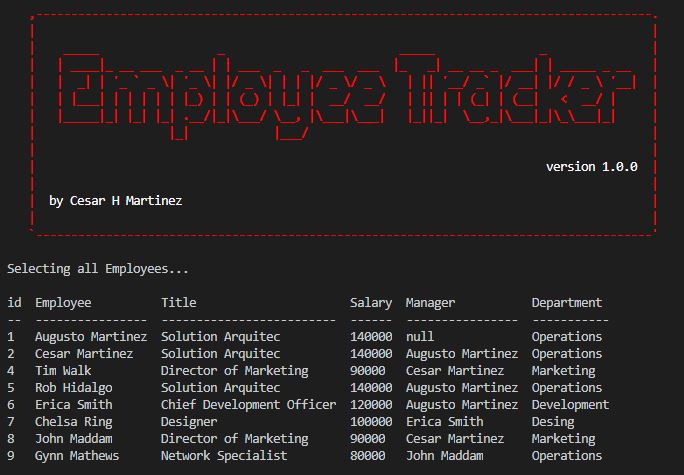 Employee Tracker
version 1.0.0
by Cesar H Martinez
Selecting all Employees...
id Employee Title Salary Manager Department
-- ---------------- ------------------------ ------ ---------------- -----------
1 Augusto Martinez Solution Arquitec 140000 null Operations
2 Cesar Martinez Solution Arquitec 140000 Augusto Martinez Operations
4 Tim Walk Director of Marketing 90000 Cesar Martinez Marketing
5 Rob Hidalgo Solution Arquitec 140000 Augusto Martinez Operations
6 Erica Smith Chief Development Officer 120000 Augusto Martinez Development
7 Chelsa Ring Designer 100000 Erica Smith Desing
8 John Maddam Director of Marketing 90000 Cesar Martinez Marketing
9 Gynn Mathews Network Specialist 80000 John Maddam Operations